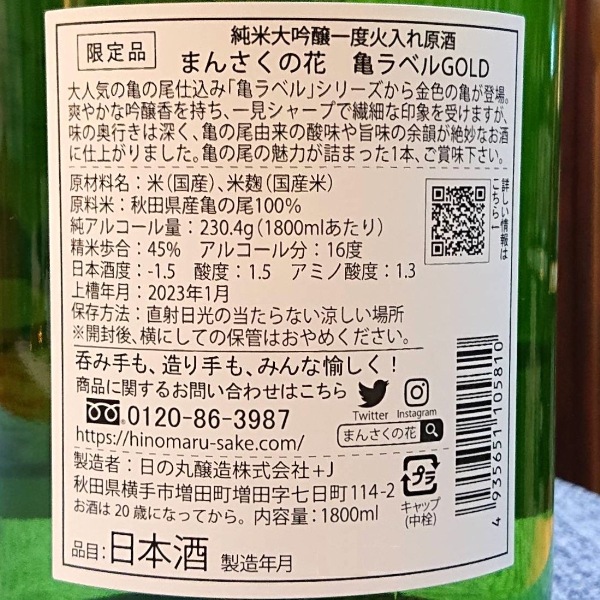 限定品
純米大吟醸一度火入れ原酒
まんさくの花 亀ラベルGOLD
大人気の亀の尾仕込み「亀ラベル」シリーズから金色の亀が登場。
爽やかな吟醸香を持ち、一見シャープで繊細な印象を受けますが、
味の奥行きは深く、亀の尾由来の酸味や旨味の余韻が絶妙なお酒
に仕上がりました。亀の尾の魅力が詰まった1本、ご賞味下さい。
原材料名：米（国産）、米麹（国産米）
原料米：秋田県産亀の尾100％
純アルコール量：230.4g（1800mlあたり）
精米歩合：45％ アルコール分：16度
日本酒度：-1.5 酸度：1.5 アミノ酸度：1.3
上槽年月：2023年1月
保存方法：直射日光の当たらない涼しい場所
※開封後、横にしての保管はおやめください。
詳しい情報は
こちら↑
呑み手も、造り手も、みんな愉しく！
商品に関するお問い合わせはこちら
0120-86-3987
https://hinomaru-sake.com/
Twitter
Instagram
まんさくの花
製造者：日の丸醸造株式会社+J
秋田県横手市増田町増田字七日町114-2
お酒は20歳になってから。内容量：1800ml
プラ
キャップ
(中栓)
品目:日本酒 製造年月
4 935651 105810